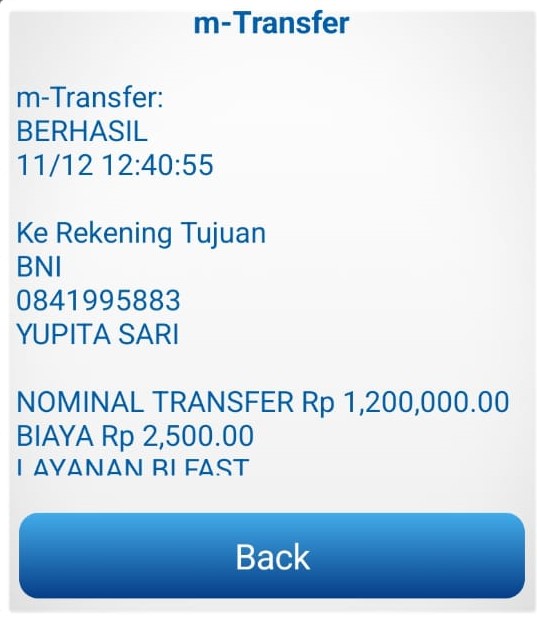 m-Transfer
m-Transfer:
BERHASIL
11/12 12:40:55
Ke Rekening Tujuan
BNI
0841995883
YUPITA SARI
NOMINAL TRANSFER Rp 1,200,000.00
BIAYA Rp 2,500.00
LAYANAN BI FAST
Back